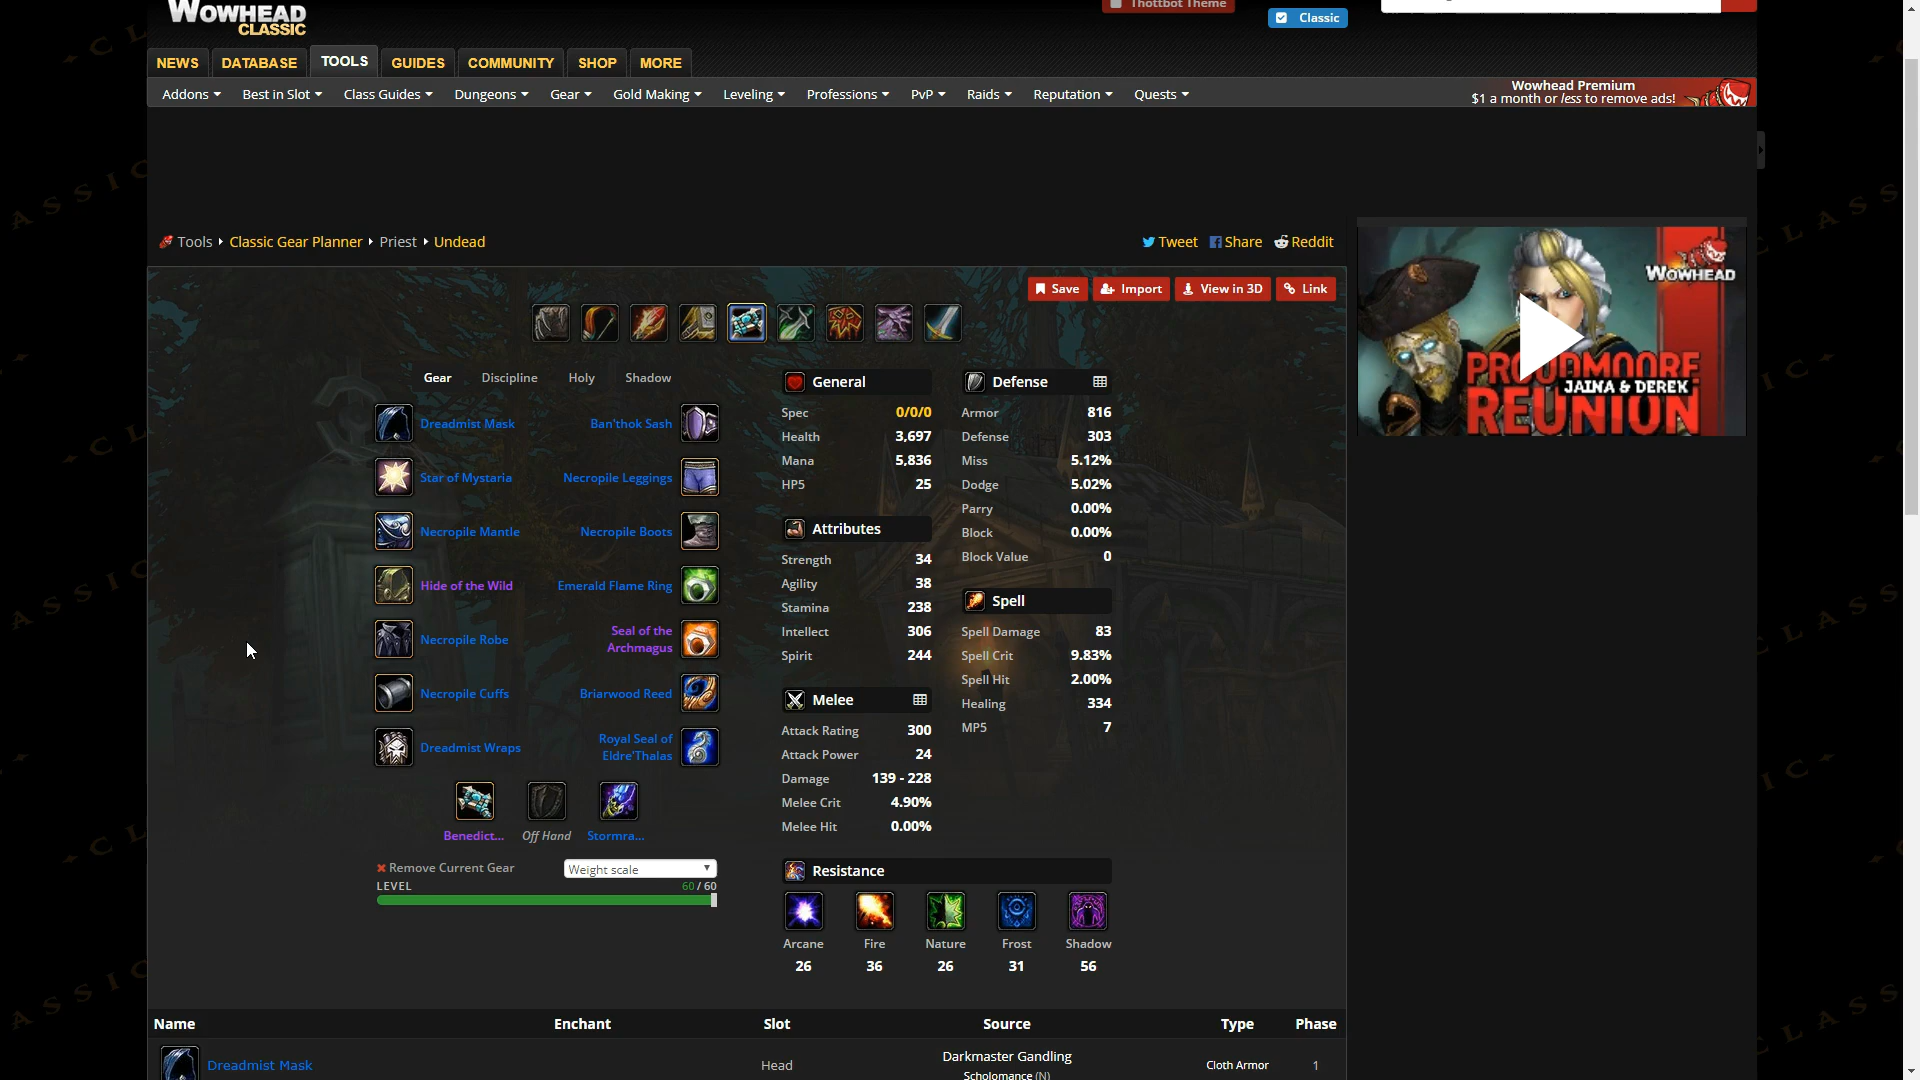 WOWHEAD
CLASSIC
Thottbot Theme
Classic
NEWS
DATABASE
TOOLS
GUIDES
COMMUNITY
SHOP
MORE
Addons
Best in Slot
Class Guides
Dungeons
Gear
Gold Making
Leveling
Professions
PvP
Raids
Reputation
Quests
Wowhead Premium
$1 a month or less to remove ads!
Tools
Classic Gear Planner
Priest
Undead
Tweet
Share
Reddit
Save
Import
View in 3D
Link
WOWHEAD
PROUDMOORE
JAINA & DEREK
REUNION
Gear
Discipline
Holy
Shadow
Dreadmist Mask
Ban'thok Sash
Star of Mystaria
Necropile Leggings
Necropile Mantle
Necropile Boots
Hide of the Wild
Emerald Flame Ring
Necropile Robe
Seal of the
Archmagus
Necropile Cuffs
Briarwood Reed
Dreadmist Wraps
Royal Seal of
Eldre'Thalas
Benedict...
Off Hand
Stormra...
Remove Current Gear
Weight scale
LEVEL
60 / 60
General
Spec 0/0/0
Health 3,697
Mana 5,836
HP5 25
Attributes
Strength 34
Agility 38
Stamina 238
Intellect 306
Spirit 244
Melee
Attack Rating 300
Attack Power 24
Damage 139 - 228
Melee Crit 4.90%
Melee Hit 0.00%
Defense
Armor 816
Defense 303
Miss 5.12%
Dodge 5.02%
Parry 0.00%
Block 0.00%
Block Value 0
Spell
Spell Damage 83
Spell Crit 9.83%
Spell Hit 2.00%
Healing 334
MP5 7
Resistance
Arcane
Fire
Nature
Frost
Shadow
26
36
26
31
56
Name
Enchant
Slot
Source
Type
Phase
Dreadmist Mask
Head
Darkmaster Gandling
Scholomance (N)
Cloth Armor
1